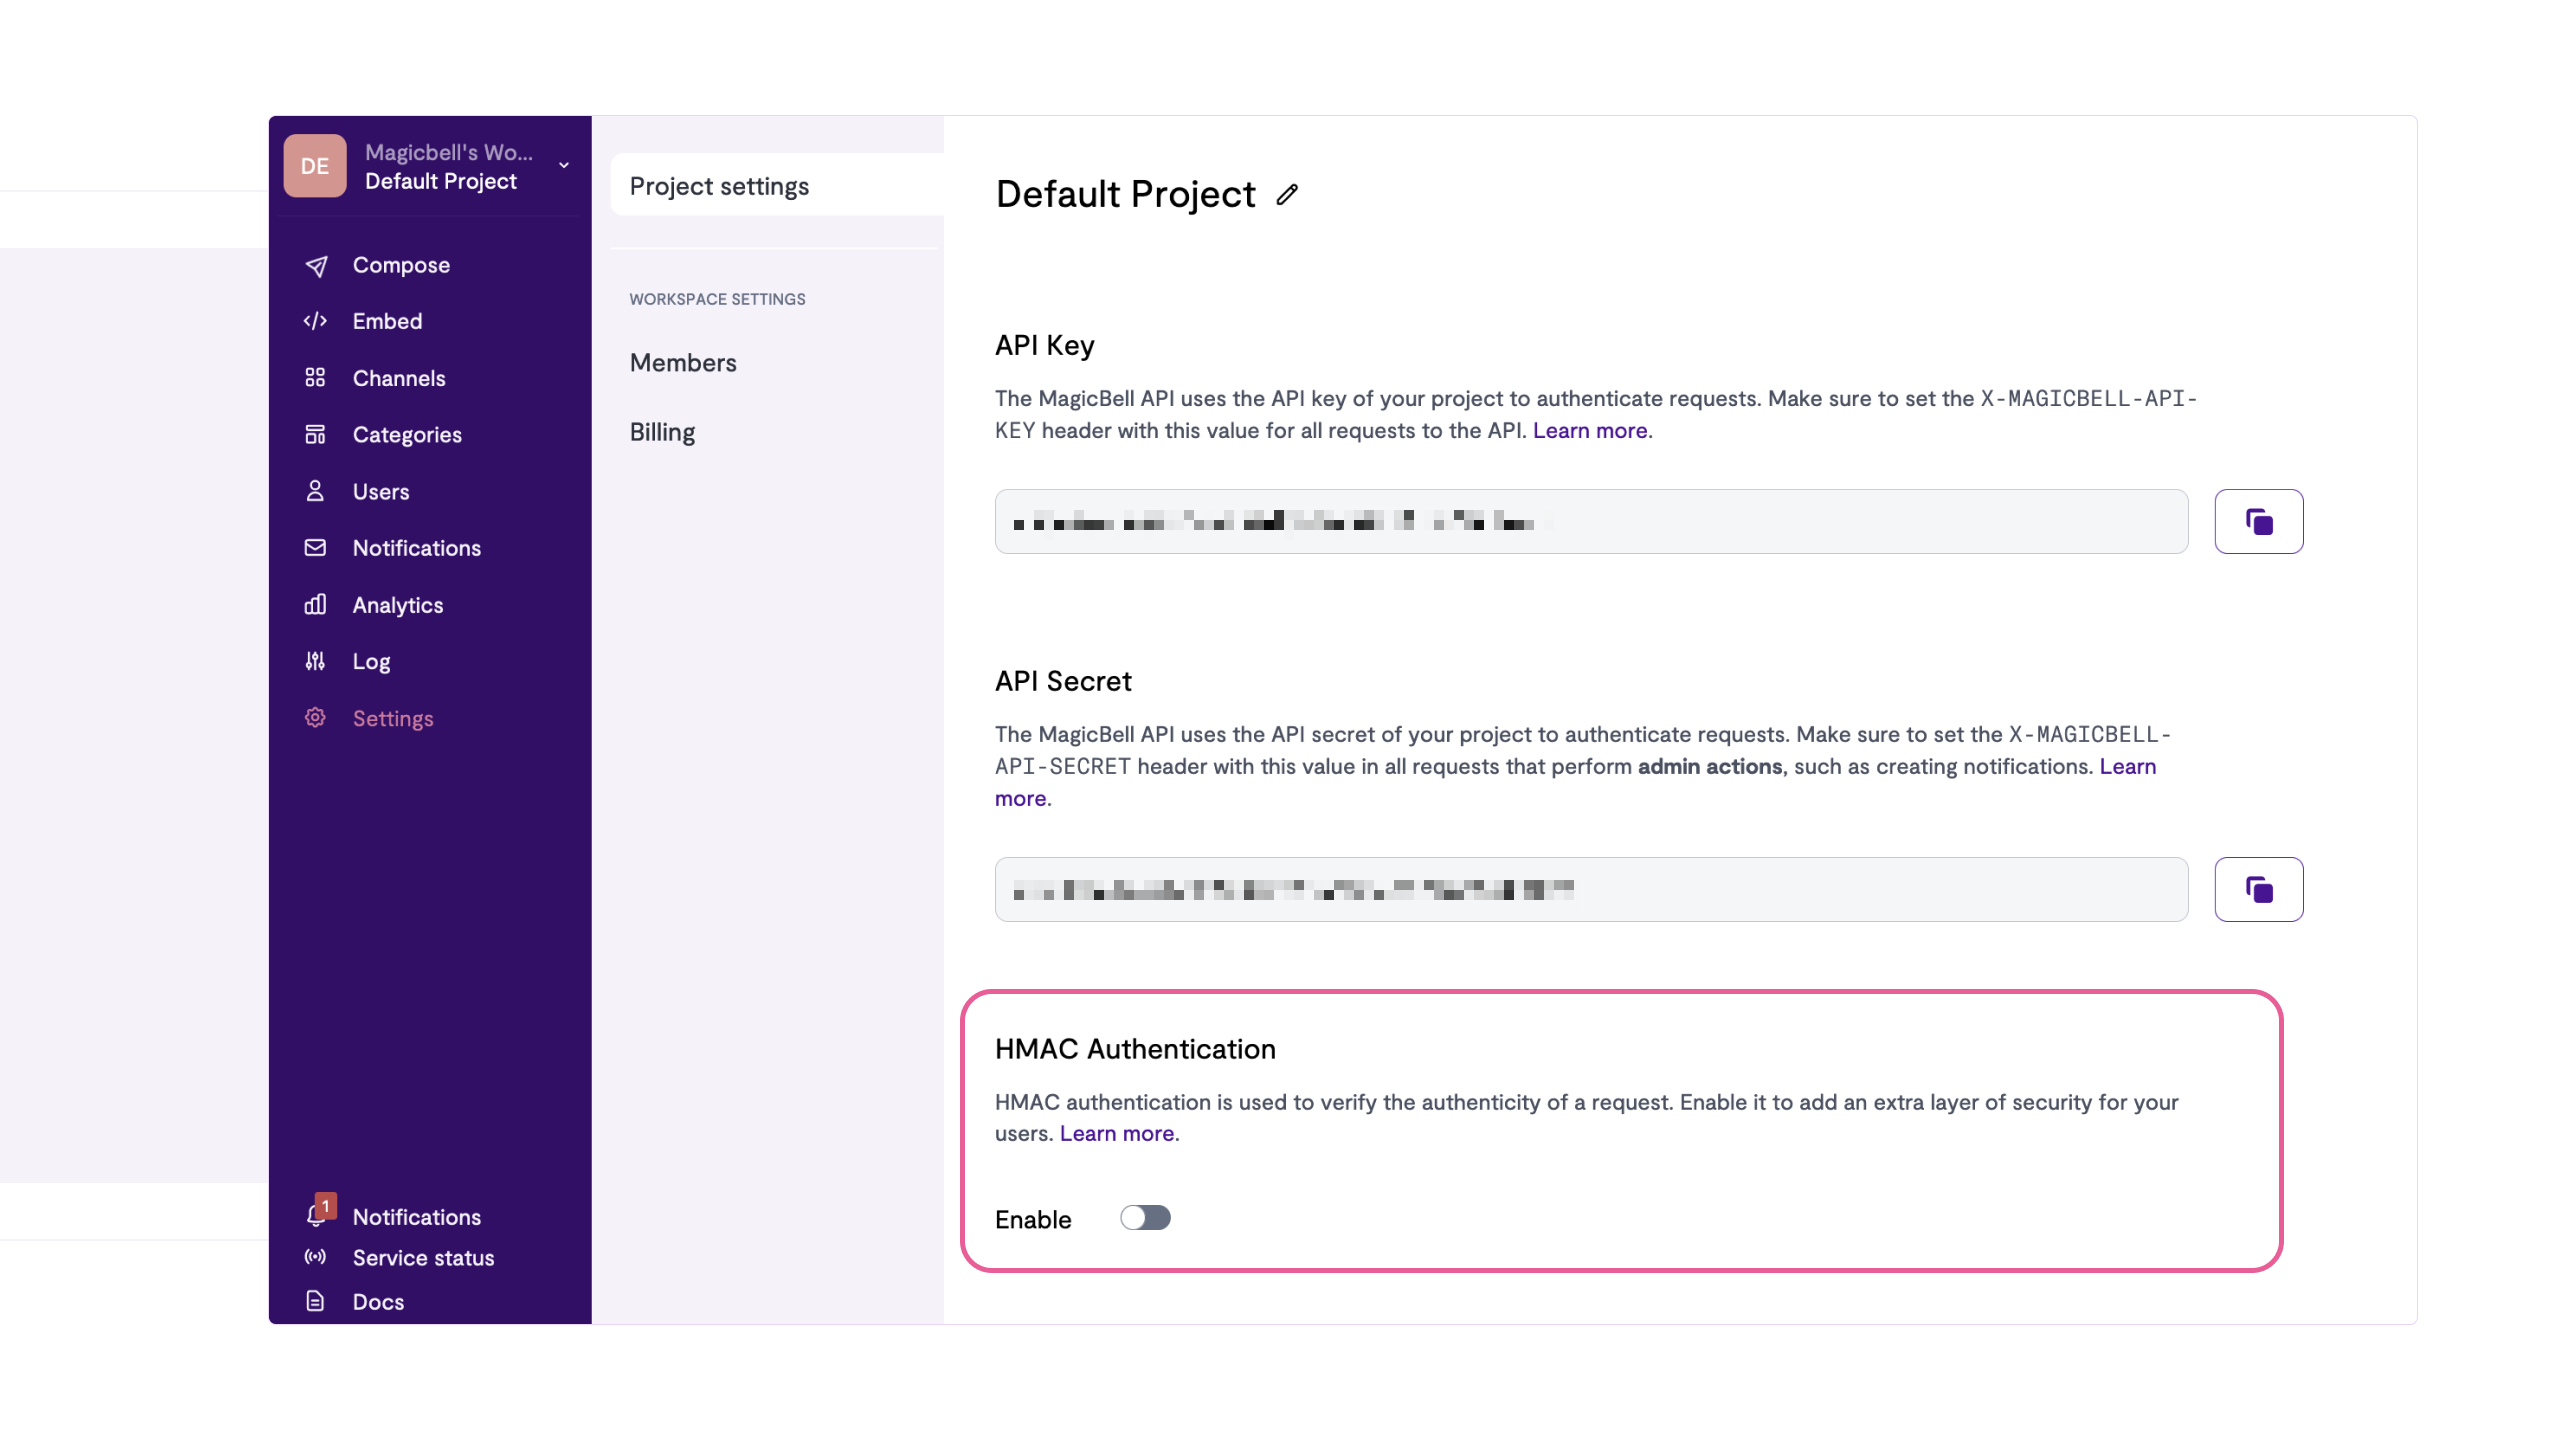 DE
Magicbell's Wo...
Default Project
Compose
Embed
Channels
Categories
Users
Notifications
Analytics
Log
Settings
1
Notifications
Service status
Docs
Project settings
WORKSPACE SETTINGS
Members
Billing
Default Project
API Key
The MagicBell API uses the API key of your project to authenticate requests. Make sure to set the X-MAGICBELL-API-
KEY header with this value for all requests to the API. Learn more.
API Secret
The MagicBell API uses the API secret of your project to authenticate requests. Make sure to set the X-MAGICBELL-
API-SECRET header with this value in all requests that perform admin actions, such as creating notifications. Learn
more.
HMAC Authentication
HMAC authentication is used to verify the authenticity of a request. Enable it to add an extra layer of security for your
users. Learn more.
Enable